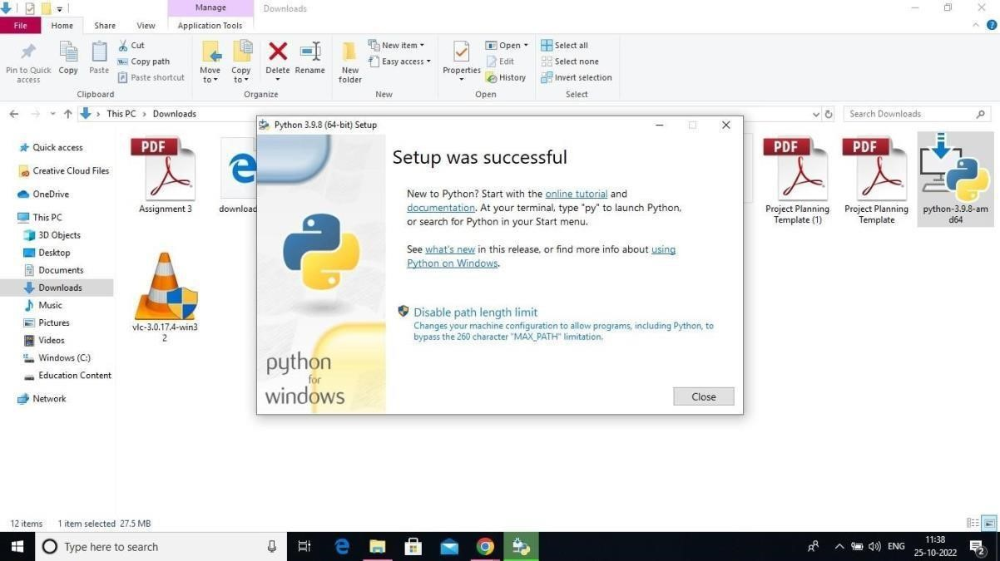 Manage
Downloads
File
Home
Share
View
Application Tools
Pin to Quick
access
Copy
Paste
Cut
Copy path
Paste shortcut
Clipboard
Move
to
Copy
to
Delete
Rename
Organize
New
folder
New item
Easy access
New
Properties
Open
Edit
History
Open
Select all
Select none
Invert selection
Select
This PC
Downloads
Search Downloads
Quick access
Creative Cloud Files
OneDrive
This PC
3D Objects
Desktop
Documents
Downloads
Music
Pictures
Videos
Windows (C:)
Education Content
Network
PDF
Assignment 3
download
vlc-3.0.17.4-win3
2
Python 3.9.8 (64-bit) Setup
Setup was successful
New to Python? Start with the online tutorial and
documentation. At your terminal, type "py" to launch Python,
or search for Python in your Start menu.
See what's new in this release, or find more info about using
Python on Windows.
Disable path length limit
Changes your machine configuration to allow programs, including Python, to
bypass the 260 character "MAX_PATH" limitation.
python
for
windows
Close
PDF
Project Planning
Template (1)
PDF
Project Planning
Template
python-3.9.8-am
d64
12 items
1 item selected 27.5 MB
Type here to search
ENG
11:38
25-10-2022
2